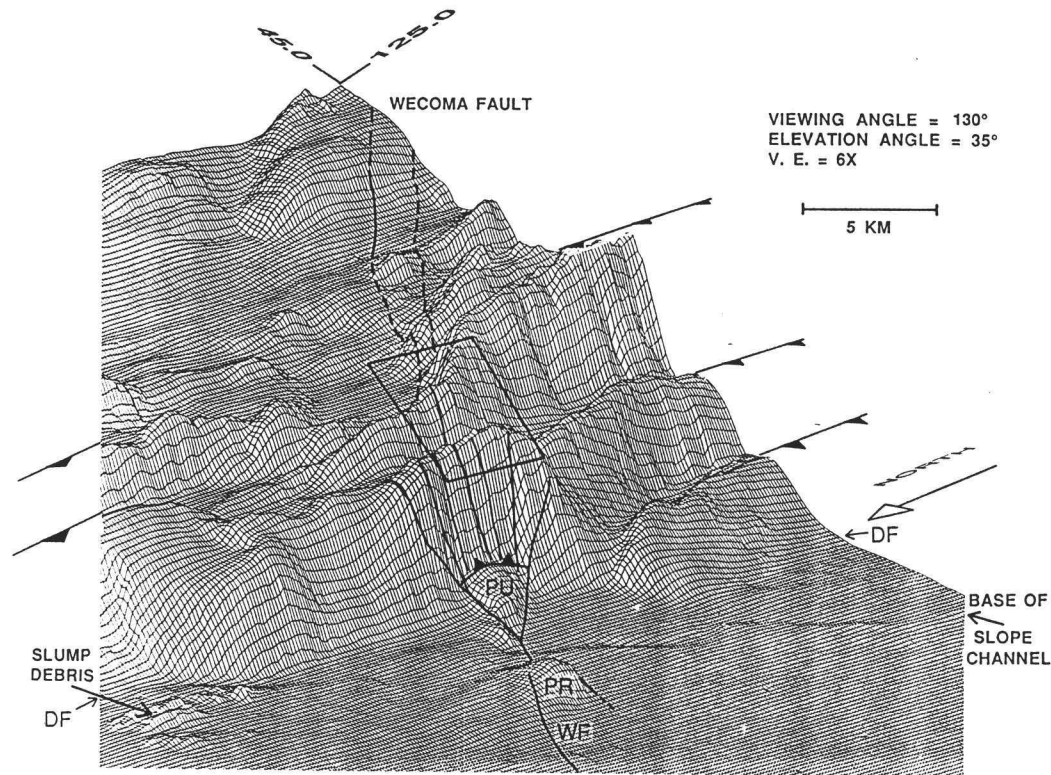 45.0
125.0
WECOMA FAULT
VIEWING ANGLE = 130°
ELEVATION ANGLE = 35°
V. E. = 6X
5 KM
NORTH
DF
PU
BASE OF
SLOPE
CHANNEL
SLUMP
DEBRIS
DF
PR
WF